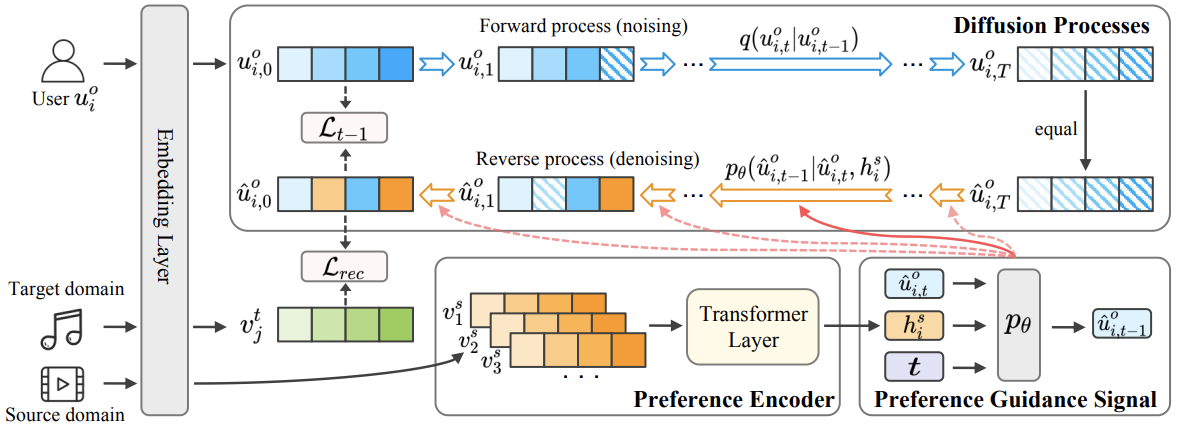 Forward process (noising)
Diffusion Processes
User $u_i^o$
Embedding Layer
$u_{i,0}^o$
$u_{i,1}^o$
...
$q(u_{i,t}^o|u_{i,t-1}^o)$
...
$u_{i,T}^o$
$\mathcal{L}_{t-1}$
equal
Reverse process (denoising)
$\hat{u}_{i,0}^o$
$\hat{u}_{i,1}^o$
...
$p_\theta(\hat{u}_{i,t-1}^o|\hat{u}_{i,t}^o, h_i^s)$
...
$\hat{u}_{i,T}^o$
$\mathcal{L}_{rec}$
Target domain
$v_j^t$
Source domain
$v_1^s$
$v_2^s$
$v_3^s$
...
Transformer
Layer
Preference Encoder
$\hat{u}_{i,t}^o$
$h_i^s$
$t$
$p_\theta$
$\hat{u}_{i,t-1}^o$
Preference Guidance Signal